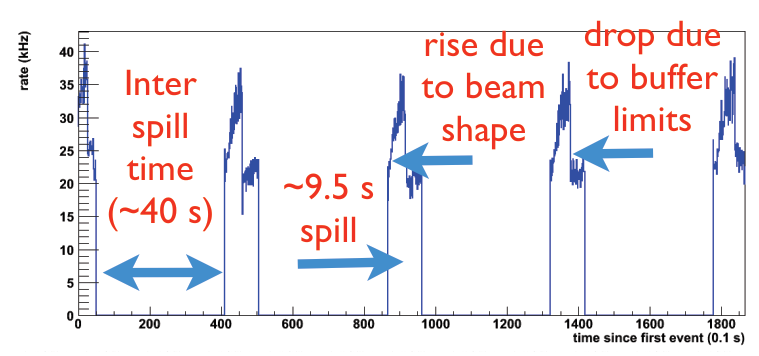 rate (kHz)
40
35
30
25
20
15
10
5
0
Inter
spill
time
(~40 s)
~9.5 s
spill
rise due
to beam
shape
drop due
to buffer
limits
0
200
400
600
800
1000
1200
1400
1600
1800
time since first event (0.1 s)